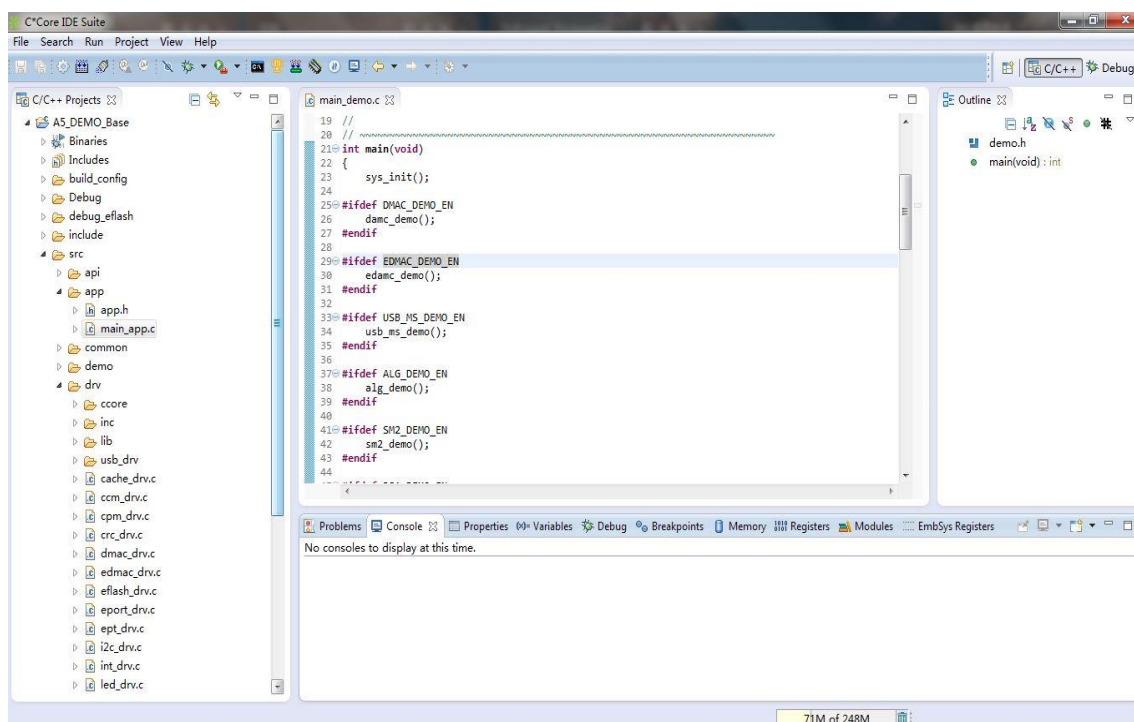 C*Core IDE Suite
File Search Run Project View Help
C/C++ Debug
C/C++ Projects
A5_DEMO_Base
Binaries
Includes
build_config
Debug
debug_eflash
include
src
api
app
app.h
main_app.c
common
demo
drv
ccore
inc
lib
usb_drv
cache_drv.c
ccm_drv.c
cpm_drv.c
crc_drv.c
dmac_drv.c
edmac_drv.c
eflash_drv.c
eport_drv.c
ept_drv.c
i2c_drv.c
int_drv.c
led_drv.c
main_demo.c
19 //
20 // ~~~~~~~~~~~~~~~~~~~~~~~~~~~~~~~~~~~~~~~~~~~~~~~~~~~~~~~~~~~~~~~~~~~~~~~~
21 int main(void)
22 {
23 sys_init();
24
25 #ifdef DMAC_DEMO_EN
26 damc_demo();
27 #endif
28
29 #ifdef EDMAC_DEMO_EN
30 edamc_demo();
31 #endif
32
33 #ifdef USB_MS_DEMO_EN
34 usb_ms_demo();
35 #endif
36
37 #ifdef ALG_DEMO_EN
38 alg_demo();
39 #endif
40
41 #ifdef SM2_DEMO_EN
42 sm2_demo();
43 #endif
44
Outline
demo.h
main(void) : int
Problems Console Properties Variables Debug Breakpoints Memory Registers Modules EmbSys Registers
No consoles to display at this time.
71M of 248M